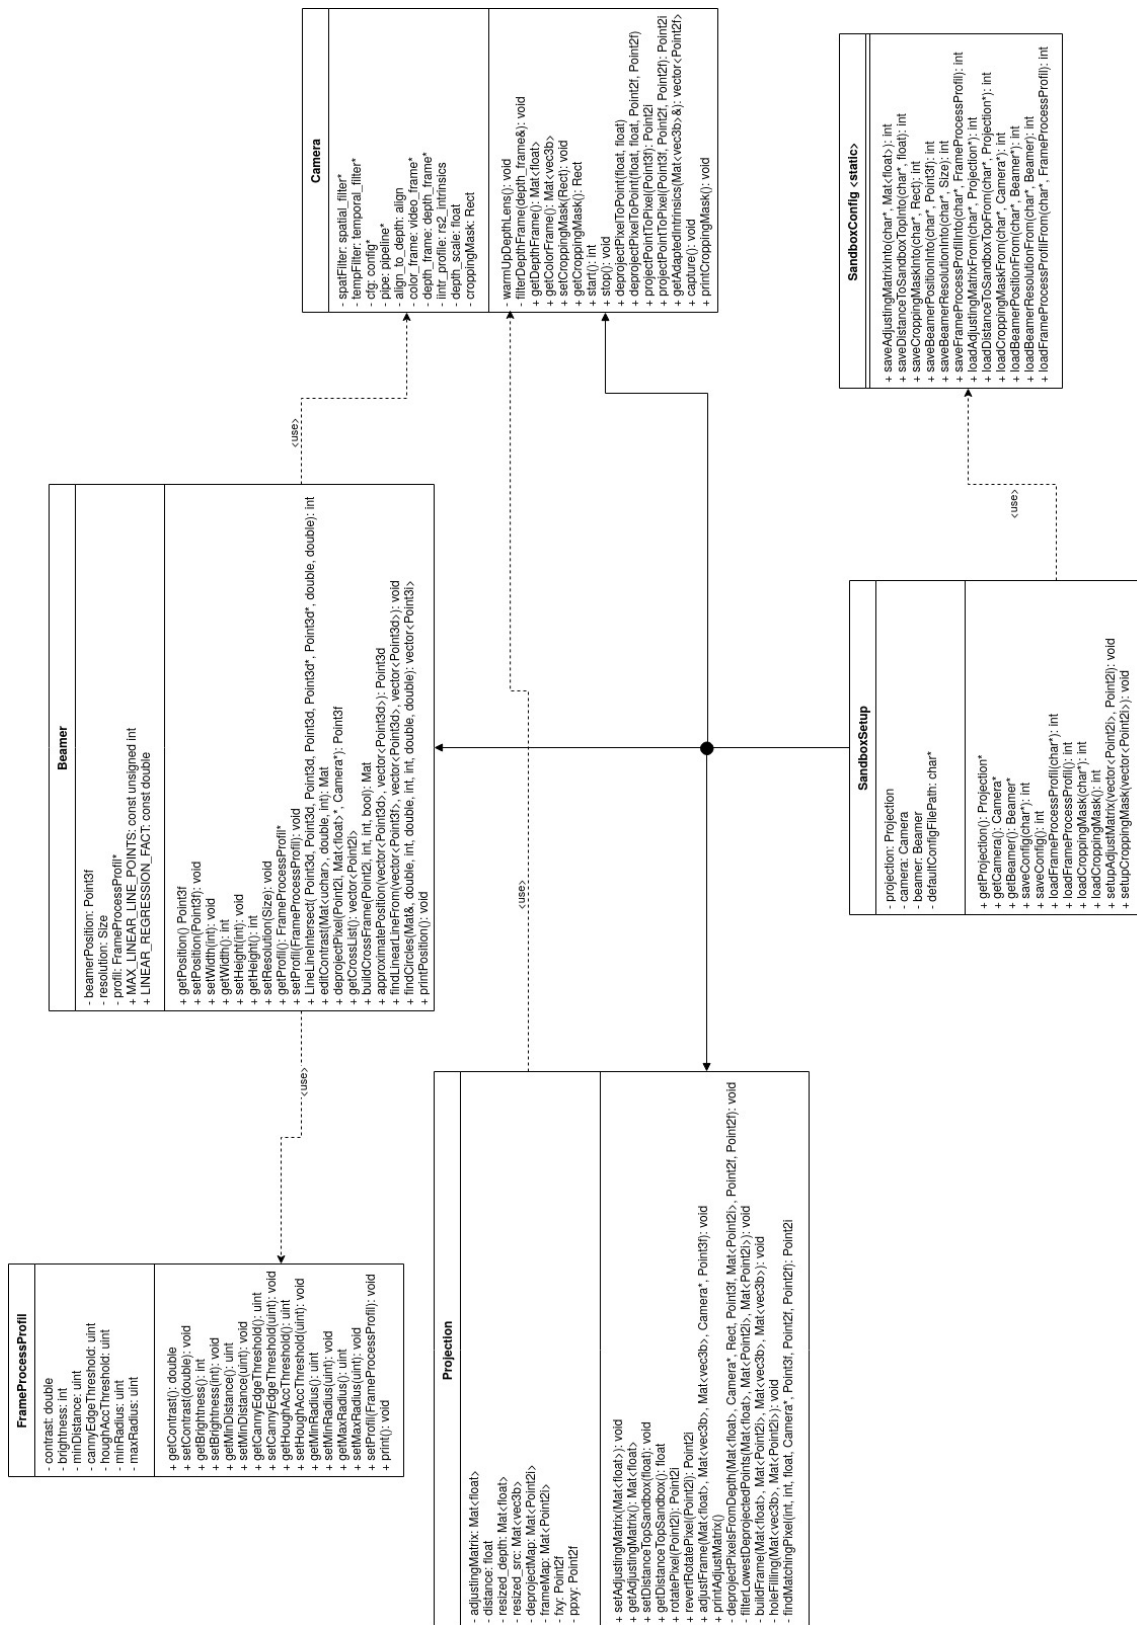 FrameProcessProfil
- contrast: double
- brightness: int
- minDistance: uint
- cannyEdgeThreshold: uint
- houghAccThreshold: uint
- minRadius: uint
- maxRadius: uint
+ getContrast(): double
+ setContrast(double): void
+ getBrightness(): int
+ setBrightness(int): void
+ getMinDistance(): uint
+ setMinDistance(uint): void
+ getCannyEdgeThreshold(): uint
+ setCannyEdgeThreshold(uint): void
+ getHoughAccThreshold(): uint
+ setHoughAccThreshold(uint): void
+ getMinRadius(): uint
+ setMinRadius(uint): void
+ getMaxRadius(): uint
+ setMaxRadius(uint): void
+ setProfil(FrameProcessProfil): void
+ print(): void
<use>
Beamer
- beamerPosition: Point3f
- resolution: Size
- profil: FrameProcessProfil*
+ MAX_LINEAR_LINE_POINTS: const unsigned int
+ LINEAR_REGRESSION_FACT: const double
+ getPosition() Point3f
+ setPosition(Point3f): void
+ setWidth(int): void
+ getWidth(): int
+ setHeight(int): void
+ getHeight(): int
+ setResolution(Size): void
+ getProfil(): FrameProcessProfil*
+ setProfil(FrameProcessProfil): void
+ LineLineIntersect( Point3d, Point3d, Point3d, Point3d, Point3d*, Point3d*, double, double): int
+ editContrast(Mat<uchar>, double, int): Mat
+ deprojectPixel(Point2i, Mat<float>*, Camera*): Point3f
+ getCrossList(): vector<Point2i>
+ buildCrossFrame(Point2i, int, int, bool): Mat
+ approximatePosition(vector<Point3d>, vector<Point3d>): Point3d
+ findLinearLineFrom(vector<Point3f>, vector<Point3d>, vector<Point3d>): void
+ findCircles(Mat&, double, int, double, int, int, double, double): vector<Point3i>
+ printPosition(): void
<use>
Camera
- spatFilter: spatial_filter*
- tempFilter: temporal_filter*
- cfg: config*
- pipe: pipeline*
- align_to_depth: align
- color_frame: video_frame*
- depth_frame: depth_frame*
- iintr_profile: rs2_intrinsics
- depth_scale: float
- croppingMask: Rect
- warmUpDepthLens(): void
- filterDepthFrame(depth_frame&): void
+ getDepthFrame(): Mat<float>
+ getColorFrame(): Mat<vec3b>
+ setCroppingMask(Rect): void
+ getCroppingMask(): Rect
+ start(): int
+ stop(): void
+ deprojectPixelToPoint(float, float)
+ deprojectPixelToPoint(float, float, Point2f, Point2f)
+ projectPointToPixel(Point3f): Point2i
+ projectPointToPixel(Point3f, Point2f, Point2f): Point2i
+ getAdaptedIntrinsics(Mat<vec3b>&): vector<Point2f>
+ capture(): void
+ printCroppingMask(): void
Projection
- adjustingMatrix: Mat<float>
- distance: float
- resized_depth: Mat<float>
- resized_src: Mat<vec3b>
- deprojectMap: Mat<Point2i>
- frameMap: Mat<Point2i>
- fxy: Point2f
- ppxy: Point2f
+ setAdjustingMatrix(Mat<float>): void
+ getAdjustingMatrix(): Mat<float>
+ setDistanceTopSandbox(float): void
+ getDistanceTopSandbox(): float
+ rotatePixel(Point2i): Point2i
+ revertRotatePixel(Point2i): Point2i
+ adjustFrame(Mat<float>, Mat<vec3b>, Mat<vec3b>, Camera*, Point3f): void
+ printAdjustMatrix()
- deprojectPixelsFromDepth(Mat<float>, Camera*, Rect, Point3f, Mat<Point2i>, Point2f, Point2f): void
- filterLowestDeprojectedPoints(Mat<float>, Mat<Point2i>, Mat<Point2i>): void
- buildFrame(Mat<float>, Mat<Point2i>, Mat<vec3b>, Mat<vec3b>): void
- holeFilling(Mat<vec3b>, Mat<Point2i>): void
- findMatchingPixel(int, int, float, Camera*, Point3f, Point2f, Point2f): Point2i
<use>
SandboxSetup
- projection: Projection
- camera: Camera
- beamer: Beamer
- defaultConfigFilePath: char*
+ getProjection(): Projection*
+ getCamera(): Camera*
+ getBeamer(): Beamer*
+ saveConfig(char*): int
+ saveConfig(): int
+ loadFrameProcessProfil(char*): int
+ loadFrameProcessProfil(): int
+ loadCroppingMask(char*): int
+ loadCroppingMask(): int
+ setupAdjustMatrix(vector<Point2i>, Point2i): void
+ setupCroppingMask(vector<Point2i>): void
<use>
SandboxConfig <static>
+ saveAdjustingMatrixInto(char*, Mat<float>): int
+ saveDistanceToSandboxTopInto(char*, float): int
+ saveCroppingMaskInto(char*, Rect): int
+ saveBeamerPositionInto(char*, Point3f): int
+ saveBeamerResolutionInto(char*, Size): int
+ saveFrameProcessProfilInto(char*, FrameProcessProfil): int
+ loadAdjustingMatrixFrom(char*, Projection*): int
+ loadDistanceToSandboxTopFrom(char*, Projection*): int
+ loadCroppingMaskFrom(char*, Camera*): int
+ loadBeamerPositionFrom(char*, Beamer*): int
+ loadBeamerResolutionFrom(char*, Beamer): int
+ loadFrameProcessProfilFrom(char*, FrameProcessProfil): int